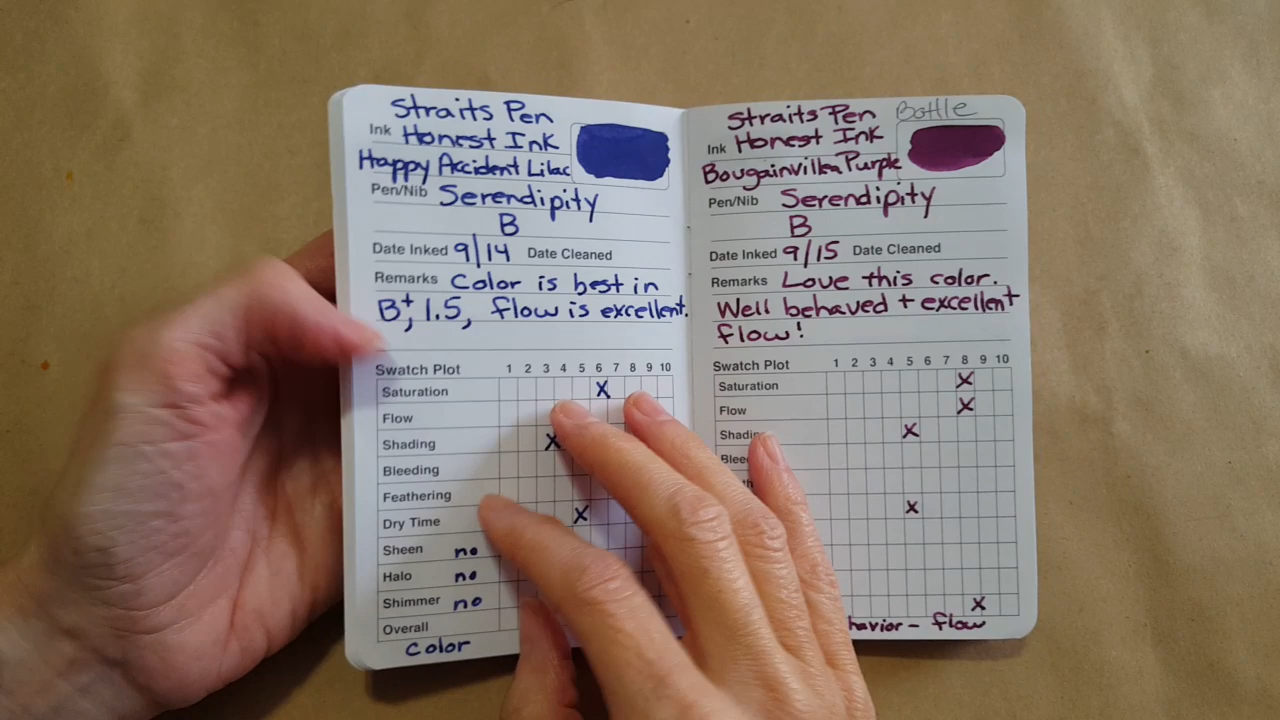 Straits Pen
Ink Honest Ink
Happy Accident Lilac
Pen/Nib Serendipity
B
Date Inked 9/14 Date Cleaned
Remarks Color is best in
B+, 1.5, flow is excellent.
Swatch Plot 1 2 3 4 5 6 7 8 9 10
Saturation X
Flow
Shading X
Bleeding
Feathering
Dry Time X
Sheen no
Halo no
Shimmer no
Overall
Color
Straits Pen Bottle
Ink Honest Ink
Bougainvillea Purple
Pen/Nib Serendipity
B
Date Inked 9/15 Date Cleaned
Remarks Love this color.
Well behaved + excellent
flow!
Swatch Plot 1 2 3 4 5 6 7 8 9 10
Saturation X
Flow X
Shading X
X
X
flow